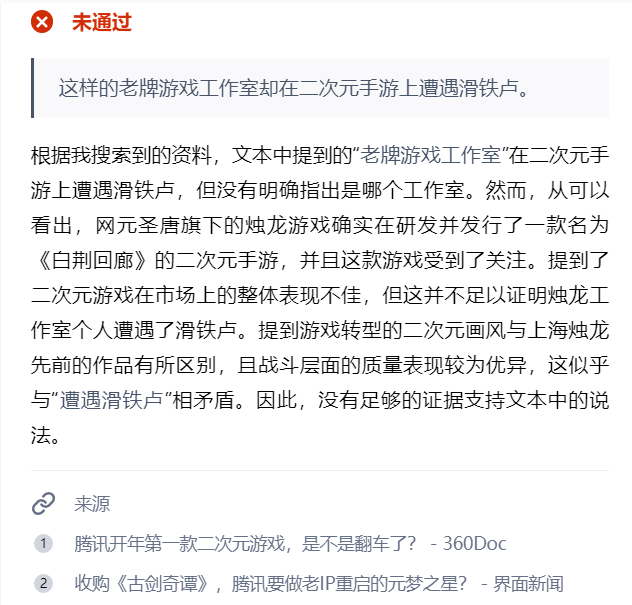 未通过
这样的老牌游戏工作室却在二次元手游上遭遇滑铁卢。
根据我搜索到的资料，文本中提到的“老牌游戏工作室”在二次元手
游上遭遇滑铁卢，但没有明确指出是哪个工作室。然而，从可以
看出，网元圣唐旗下的烛龙游戏确实在研发并发行了一款名为
《白荆回廊》的二次元手游，并且这款游戏受到了关注。提到了
二次元游戏在市场上的整体表现不佳，但这并不足以证明烛龙工
作室个人遭遇了滑铁卢。提到游戏转型的二次元画风与上海烛龙
先前的作品有所区别，且战斗层面的质量表现较为优异，这似乎
与“遭遇滑铁卢”相矛盾。因此，没有足够的证据支持文本中的说
法。
来源
1 腾讯开年第一款二次元游戏，是不是翻车了？ - 360Doc
2 收购《古剑奇谭》，腾讯要做老IP重启的元梦之星？ - 界面新闻